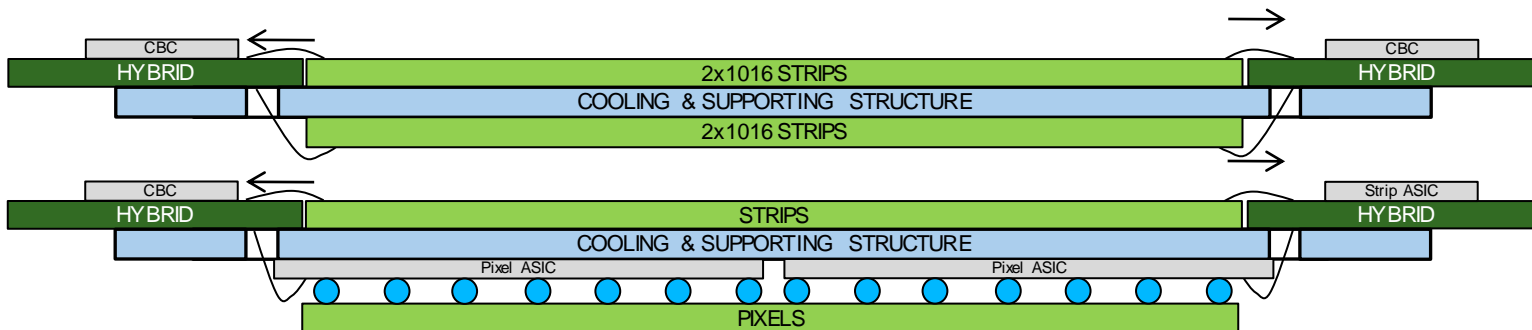 CBC
CBC
HYBRID
2x1016 STRIPS
HYBRID
COOLING & SUPPORTING STRUCTURE
2x1016 STRIPS
CBC
Strip ASIC
HYBRID
STRIPS
HYBRID
COOLING & SUPPORTING STRUCTURE
Pixel ASIC
Pixel ASIC
PIXELS